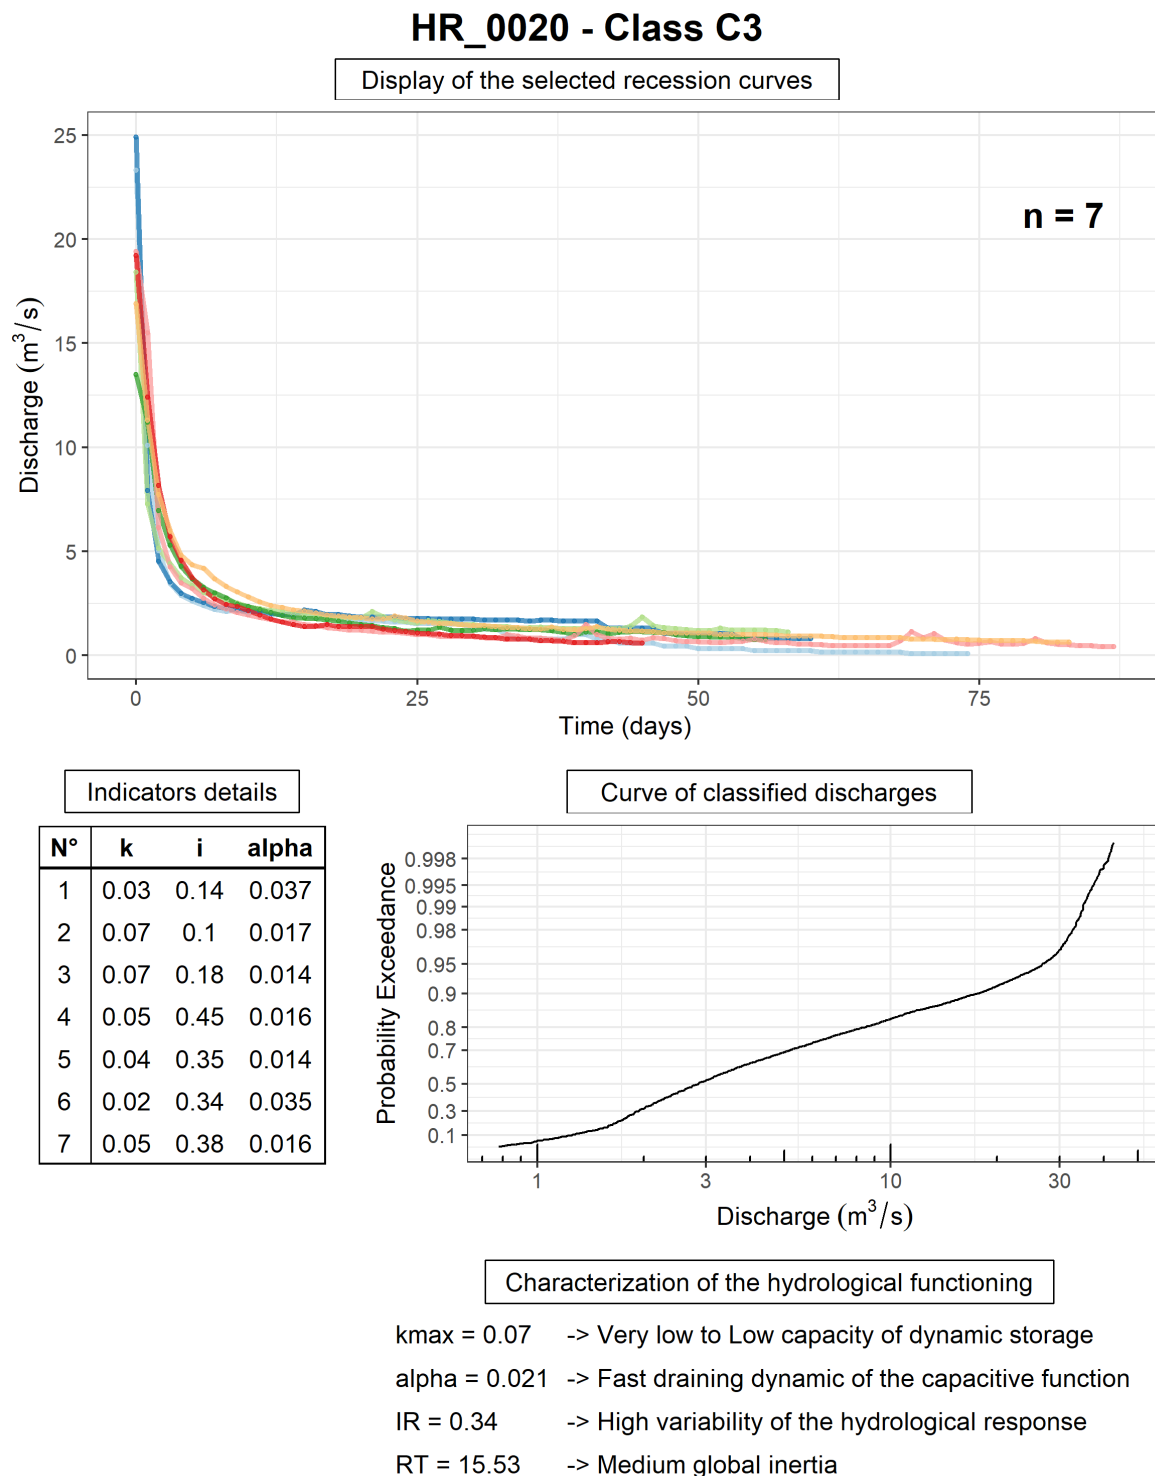 HR_0020 - Class C3
Display of the selected recession curves
25
20
15
10
5
0
Discharge (m³/s)
n = 7
0 25 50 75
Time (days)
Indicators details
N° k i alpha
1 0.03 0.14 0.037
2 0.07 0.1 0.017
3 0.07 0.18 0.014
4 0.05 0.45 0.016
5 0.04 0.35 0.014
6 0.02 0.34 0.035
7 0.05 0.38 0.016
Curve of classified discharges
0.998
0.995
0.99
0.98
0.95
0.9
0.8
0.7
0.5
0.3
0.1
Probability Exceedance
1 3 10 30
Discharge (m³/s)
Characterization of the hydrological functioning
kmax = 0.07 -> Very low to Low capacity of dynamic storage
alpha = 0.021 -> Fast draining dynamic of the capacitive function
IR = 0.34 -> High variability of the hydrological response
RT = 15.53 -> Medium global inertia